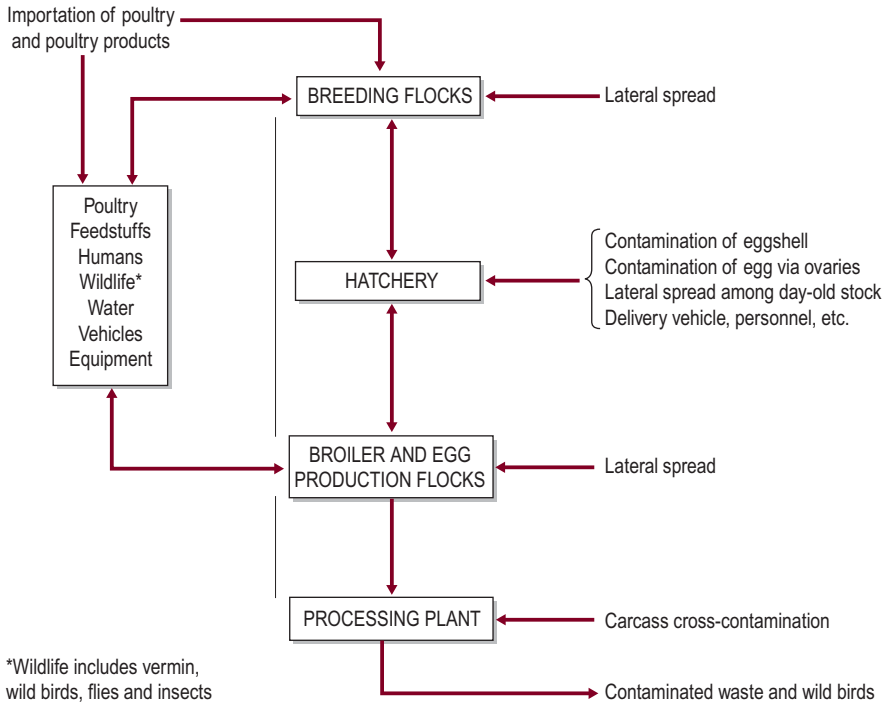 Importation of poultry
and poultry products
BREEDING FLOCKS
Lateral spread
Poultry
Feedstuffs
Humans
Wildlife*
Water
Vehicles
Equipment
HATCHERY
Contamination of eggshell
Contamination of egg via ovaries
Lateral spread among day-old stock
Delivery vehicle, personnel, etc.
BROILER AND EGG
PRODUCTION FLOCKS
Lateral spread
PROCESSING PLANT
Carcass cross-contamination
*Wildlife includes vermin,
wild birds, flies and insects
Contaminated waste and wild birds